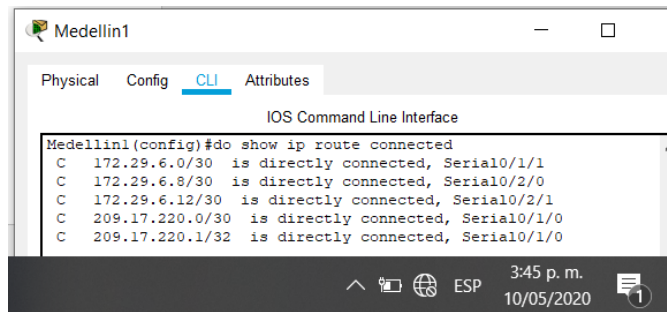 Medellin1
Physical Config CLI Attributes
IOS Command Line Interface
Medellin1(config)#do show ip route connected
C 172.29.6.0/30 is directly connected, Serial0/1/1
C 172.29.6.8/30 is directly connected, Serial0/2/0
C 172.29.6.12/30 is directly connected, Serial0/2/1
C 209.17.220.0/30 is directly connected, Serial0/1/0
C 209.17.220.1/32 is directly connected, Serial0/1/0
3:45 p. m.
ESP
10/05/2020
1